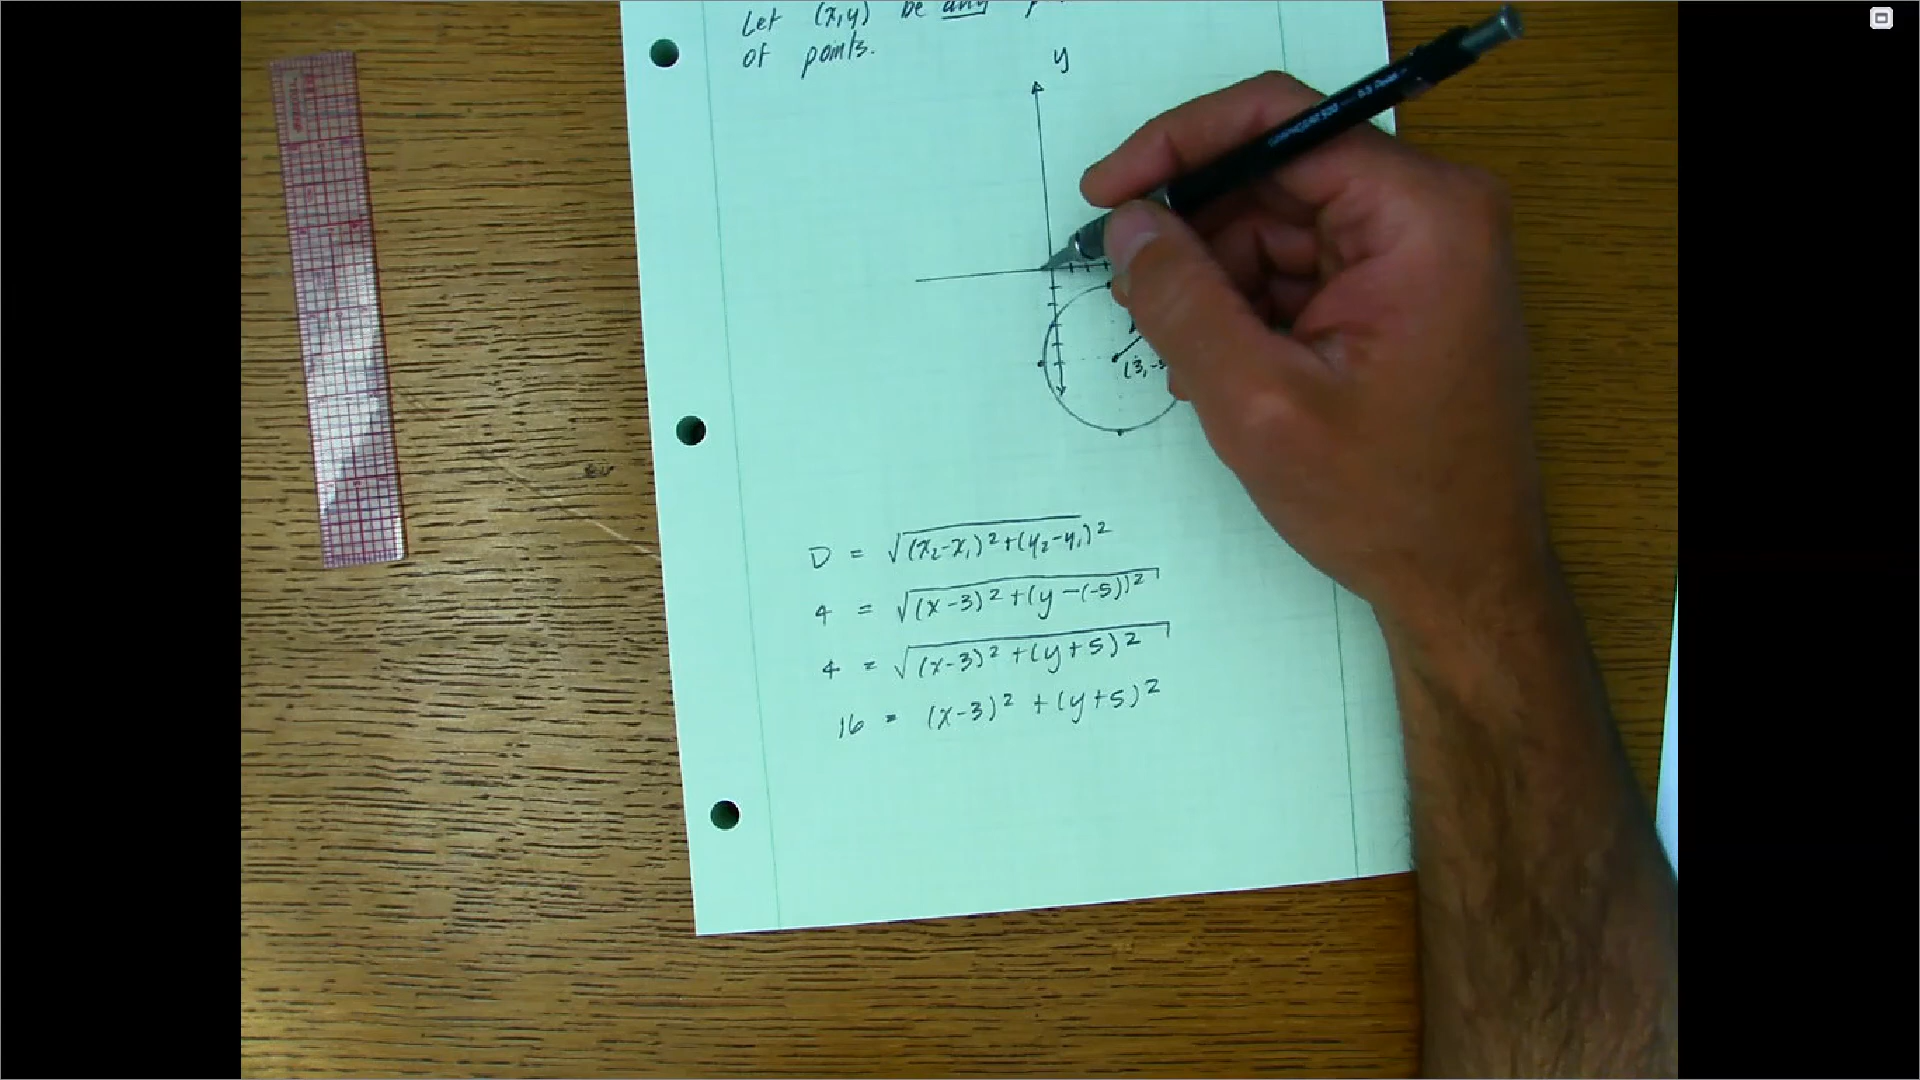 Let (x,y) be any
of points.
y
(3,-5
D = √(x₂-x₁)²+(y₂-y₁)²
4 = √(x-3)²+(y-(-5))²
4 = √(x-3)²+(y+5)²
16 = (x-3)²+(y+5)²